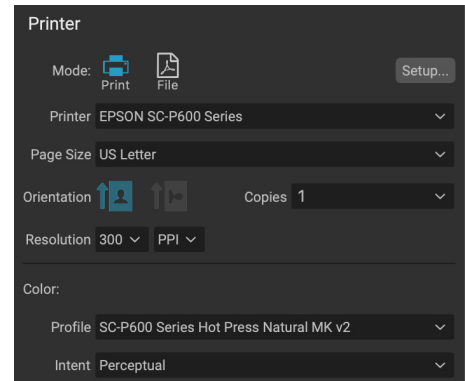 Printer
Mode: Print File Setup...
Printer EPSON SC-P600 Series
Page Size US Letter
Orientation Copies 1
Resolution 300 PPI
Color:
Profile SC-P600 Series Hot Press Natural MK v2
Intent Perceptual